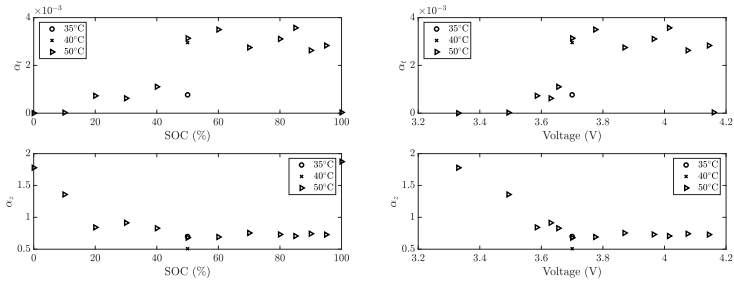 ×10⁻³
4
2
0
αₜ
○ 35°C
× 40°C
▷ 50°C
0 20 40 60 80 100
SOC (%)
×10⁻³
4
2
0
αₜ
○ 35°C
× 40°C
▷ 50°C
3.2 3.4 3.6 3.8 4 4.2
Voltage (V)
2
1.5
1
0.5
α_z
○ 35°C
× 40°C
▷ 50°C
0 20 40 60 80 100
SOC (%)
2
1.5
1
0.5
α_z
○ 35°C
× 40°C
▷ 50°C
3.2 3.4 3.6 3.8 4 4.2
Voltage (V)